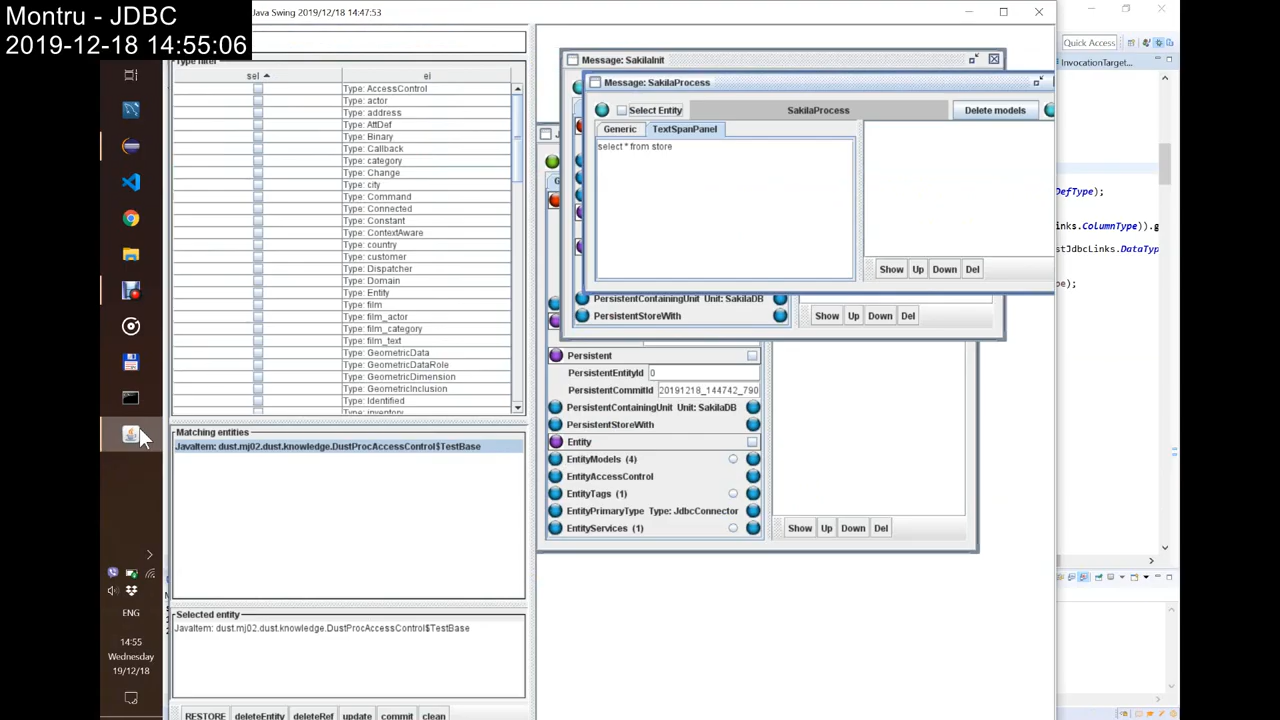 Montru - JDBC
2019-12-18 14:55:06
Java Swing 2019/12/18 14:47:53
Quick Access
InvocationTarget...
Type filter
sel
el
Type: AccessControl
Type: actor
Type: address
Type: AttDef
Type: Binary
Type: Callback
Type: category
Type: Change
Type: city
Type: Command
Type: Connected
Type: Constant
Type: ContextAware
Type: country
Type: customer
Type: Dispatcher
Type: Domain
Type: Entity
Type: film
Type: film_actor
Type: film_category
Type: film_text
Type: GeometricData
Type: GeometricDataRole
Type: GeometricDimension
Type: GeometricInclusion
Type: Identified
Type: inventory
Matching entities
JavaItem: dust.mj02.dust.knowledge.DustProcAccessControl$TestBase
Selected entity
JavaItem: dust.mj02.dust.knowledge.DustProcAccessControl$TestBase
RESTORE deleteEntity deleteRef update commit clean
Message: SakilaInit
Message: SakilaProcess
Select Entity
SakilaProcess
Delete models
Generic
TextSpanPanel
select * from store
Show Up Down Del
PersistentContainingUnit Unit: SakilaDB
PersistentStoreWith
Show Up Down Del
Persistent
PersistentEntityId 0
PersistentCommitId 20191218_144742_790
PersistentContainingUnit Unit: SakilaDB
PersistentStoreWith
Entity
EntityModels (4)
EntityAccessControl
EntityTags (1)
EntityPrimaryType Type: JdbcConnector
EntityServices (1)
Show Up Down Del
DefType);
nks.ColumnType)).g
stJdbcLinks.DataTyp
pe);
ENG
14:55
Wednesday
19/12/18